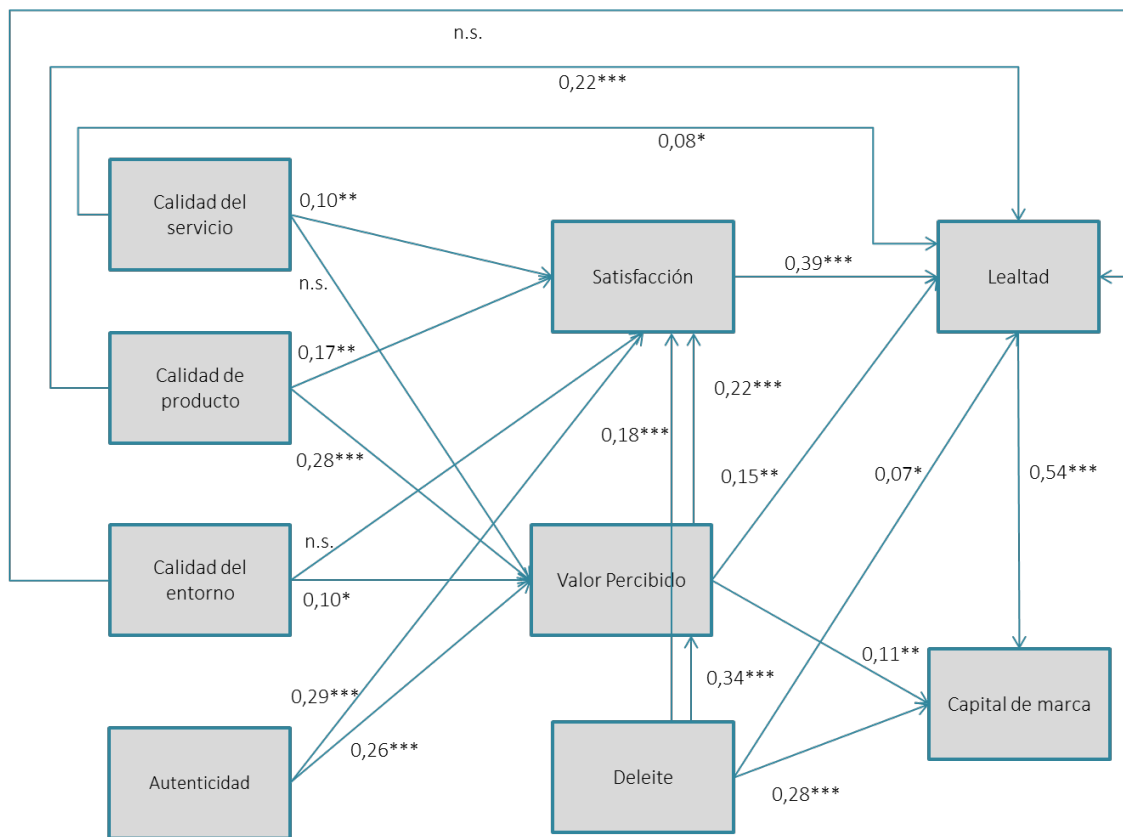 n.s.
0,22***
0,08*
Calidad del
servicio
0,10**
n.s.
Satisfacción
0,39***
Lealtad
Calidad de
producto
0,17**
0,28***
0,22***
0,18***
0,15**
0,07*
0,54***
Calidad del
entorno
n.s.
0,10*
Valor Percibido
0,11**
0,34***
Capital de marca
0,29***
0,26***
Autenticidad
Deleite
0,28***